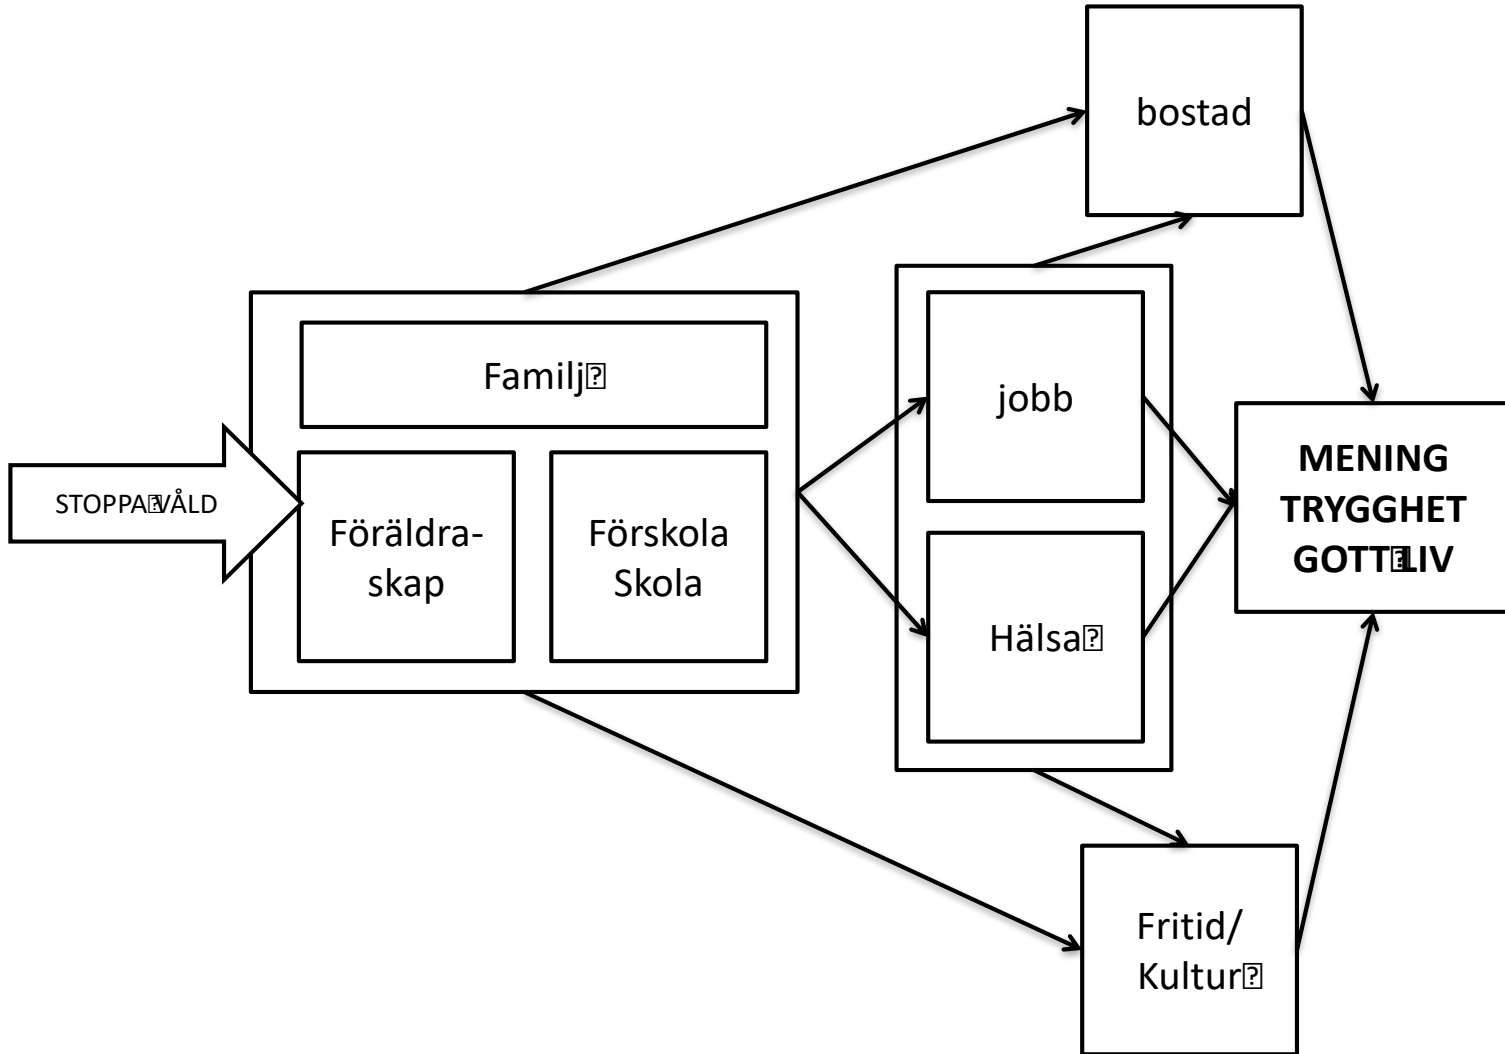 bostad
Familj
jobb
STOPPA VÅLD
Föräldra-
skap
Förskola
Skola
Hälsa
MENING
TRYGGHET
GOTT LIV
Fritid/
Kultur